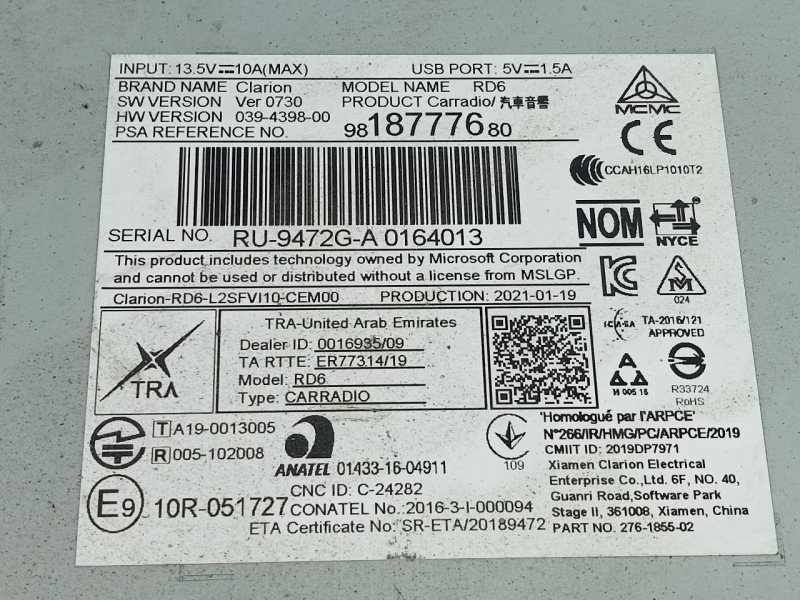 INPUT: 13.5V⎓10A(MAX) USB PORT: 5V⎓1.5A
BRAND NAME Clarion MODEL NAME RD6
SW VERSION Ver 0730 PRODUCT Carradio/汽車音響
HW VERSION 039-4398-00
PSA REFERENCE NO. 9818777680
MCMC
CE
CCAH16LP1010T2
SERIAL NO. RU-9472G-A 0164013
NOM NYCE
This product includes technology owned by Microsoft Corporation
and cannot be used or distributed without a license from MSLGP.
Clarion-RD6-L2SFVI10-CEM00 PRODUCTION: 2021-01-19
024
TRA
TRA-United Arab Emirates
Dealer ID: 0016935/09
TA RTTE: ER77314/19
Model: RD6
Type: CARRADIO
ICASA TA-2016/121
APPROVED
H 005 16
R33724
RoHS
T A19-0013005
R 005-102008
ANATEL 01433-16-04911
109
'Homologué par l'ARPCE'
N°266/IR/HMG/PC/ARPCE/2019
CMIIT ID: 2019DP7971
Xiamen Clarion Electrical
Enterprise Co.,Ltd. 6F, NO. 40,
Guanri Road,Software Park
Stage II, 361008, Xiamen, China
PART NO. 276-1855-02
E9 10R-051727
CNC ID: C-24282
CONATEL No.:2016-3-I-000094
ETA Certificate No.: SR-ETA/20189472